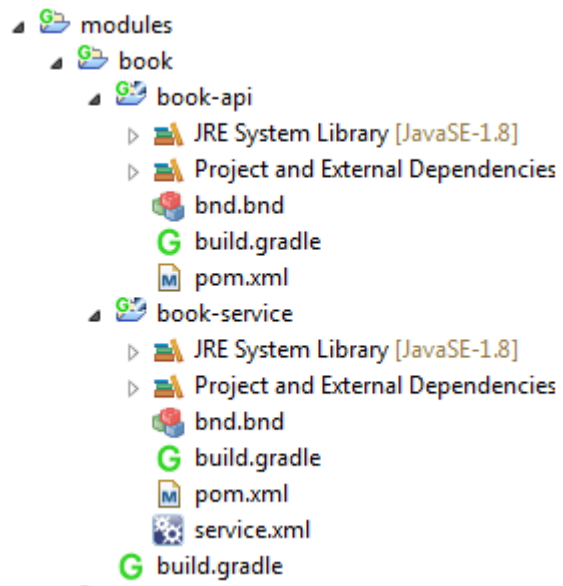 modules
book
book-api
JRE System Library [JavaSE-1.8]
Project and External Dependencies
bnd.bnd
build.gradle
pom.xml
book-service
JRE System Library [JavaSE-1.8]
Project and External Dependencies
bnd.bnd
build.gradle
pom.xml
service.xml
build.gradle